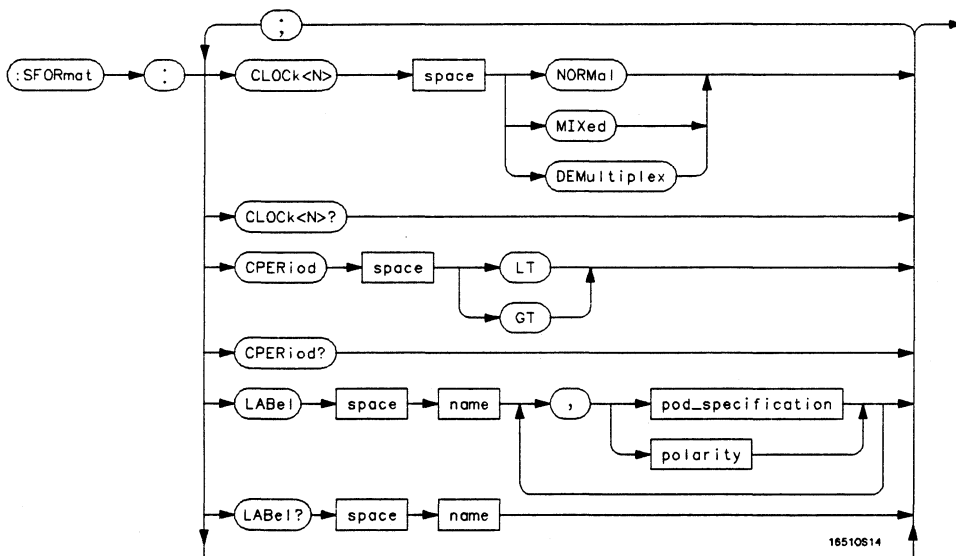 ;
:SFORmat : CLOCk<N> space NORMal
MIXed
DEMultiplex
CLOCk<N>?
CPERiod space LT
GT
CPERiod?
LABel space name , pod_specification
polarity
LABel? space name
16510S14